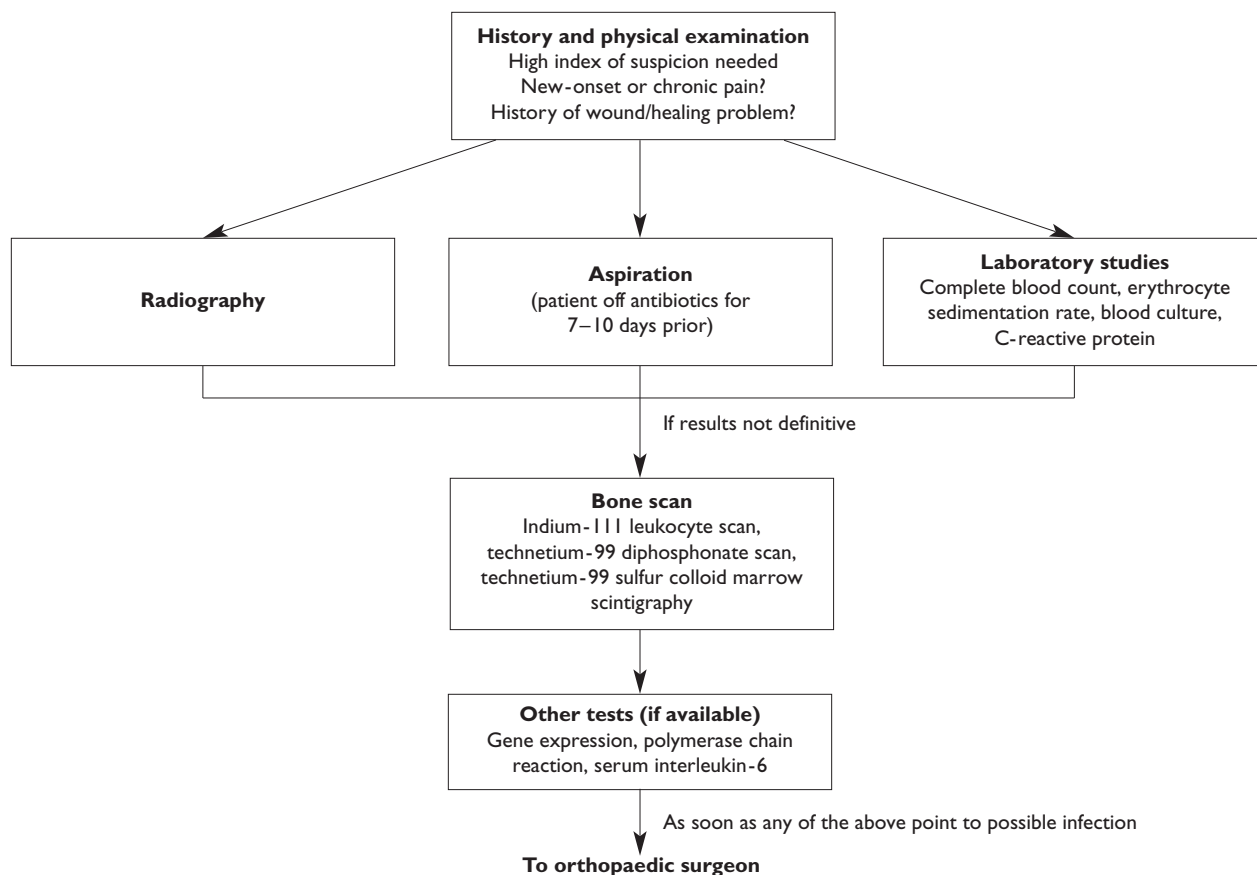 History and physical examination
High index of suspicion needed
New-onset or chronic pain?
History of wound/healing problem?
Radiography
Aspiration
(patient off antibiotics for
7–10 days prior)
Laboratory studies
Complete blood count, erythrocyte
sedimentation rate, blood culture,
C-reactive protein
If results not definitive
Bone scan
Indium-111 leukocyte scan,
technetium-99 diphosphonate scan,
technetium-99 sulfur colloid marrow
scintigraphy
Other tests (if available)
Gene expression, polymerase chain
reaction, serum interleukin-6
As soon as any of the above point to possible infection
To orthopaedic surgeon